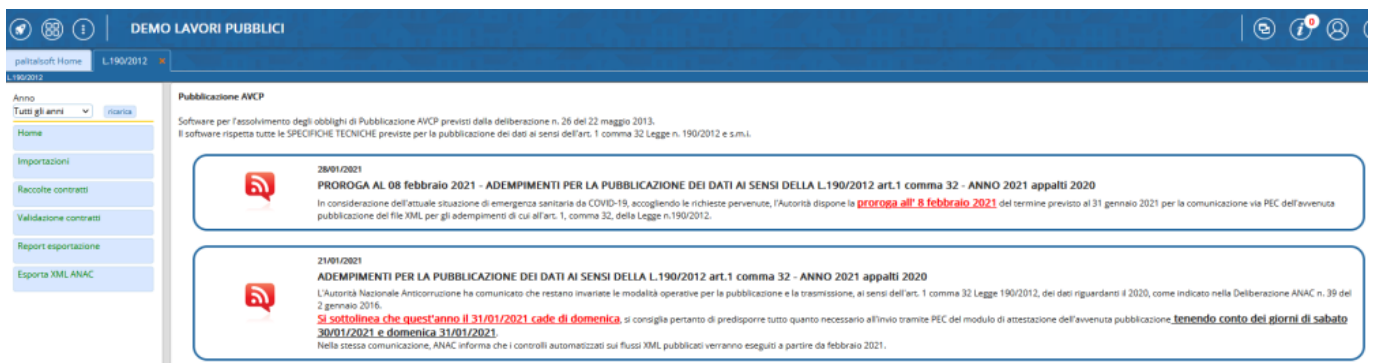 DEMO LAVORI PUBBLICI
0
palitalsoft Home
L.190/2012
L.190/2012
Anno
Tutti gli anni
ricarica
Home
Importazioni
Raccolte contratti
Validazione contratti
Report esportazione
Esporta XML ANAC
Pubblicazione AVCP
Software per l'assolvimento degli obblighi di Pubblicazione AVCP previsti dalla deliberazione n. 26 del 22 maggio 2013.
Il software rispetta tutte le SPECIFICHE TECNICHE previste per la pubblicazione dei dati ai sensi dell'art. 1 comma 32 Legge n. 190/2012 e s.m.i.
28/01/2021
PROROGA AL 08 febbraio 2021 - ADEMPIMENTI PER LA PUBBLICAZIONE DEI DATI AI SENSI DELLA L.190/2012 art.1 comma 32 - ANNO 2021 appalti 2020
In considerazione dell'attuale situazione di emergenza sanitaria da COVID-19, accogliendo le richieste pervenute, l'Autorità dispone la proroga all' 8 febbraio 2021 del termine previsto al 31 gennaio 2021 per la comunicazione via PEC dell'avvenuta
pubblicazione del file XML per gli adempimenti di cui all'art. 1, comma 32, della Legge n.190/2012.
21/01/2021
ADEMPIMENTI PER LA PUBBLICAZIONE DEI DATI AI SENSI DELLA L.190/2012 art.1 comma 32 - ANNO 2021 appalti 2020
L'Autorità Nazionale Anticorruzione ha comunicato che restano invariate le modalità operative per la pubblicazione e la trasmissione, ai sensi dell'art. 1 comma 32 Legge 190/2012, dei dati riguardanti il 2020, come indicato nella Deliberazione ANAC n. 39 del
2 gennaio 2016.
Si sottolinea che quest'anno il 31/01/2021 cade di domenica, si consiglia pertanto di predisporre tutto quanto necessario all'invio tramite PEC del modulo di attestazione dell'avvenuta pubblicazione tenendo conto dei giorni di sabato
30/01/2021 e domenica 31/01/2021.
Nella stessa comunicazione, ANAC informa che i controlli automatizzati sui flussi XML pubblicati verranno eseguiti a partire da febbraio 2021.